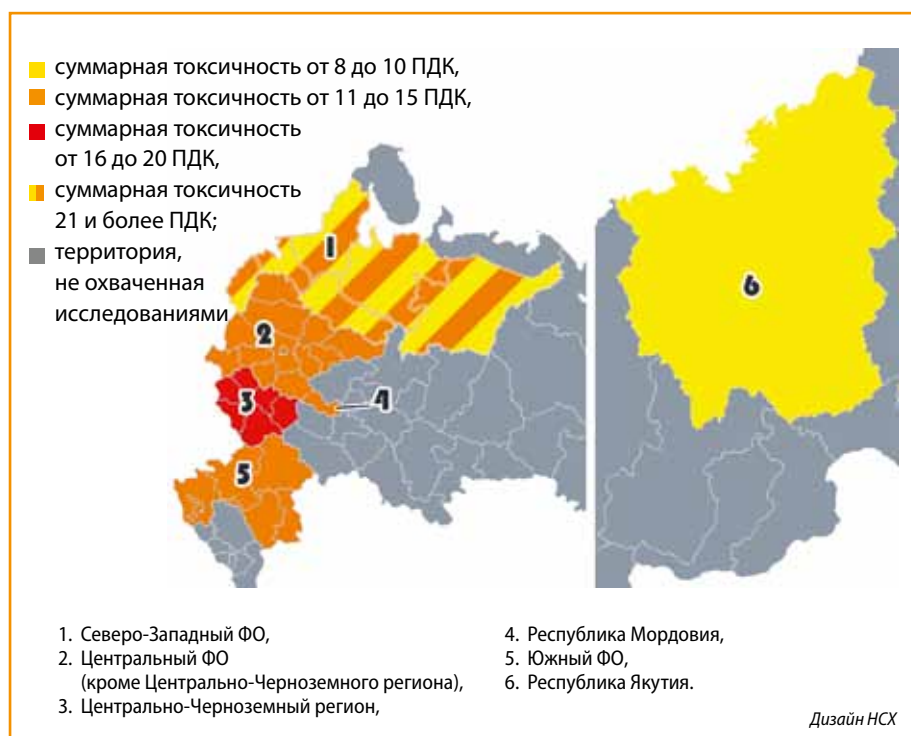 суммарная токсичность от 8 до 10 ПДК,
суммарная токсичность от 11 до 15 ПДК,
суммарная токсичность
от 16 до 20 ПДК,
суммарная токсичность
21 и более ПДК;
территория,
не охваченная
исследованиями
1
2
3
4
5
6
1. Северо-Западный ФО,
2. Центральный ФО
(кроме Центрально-Черноземного региона),
3. Центрально-Черноземный регион,
4. Республика Мордовия,
5. Южный ФО,
6. Республика Якутия.
Дизайн НСХ